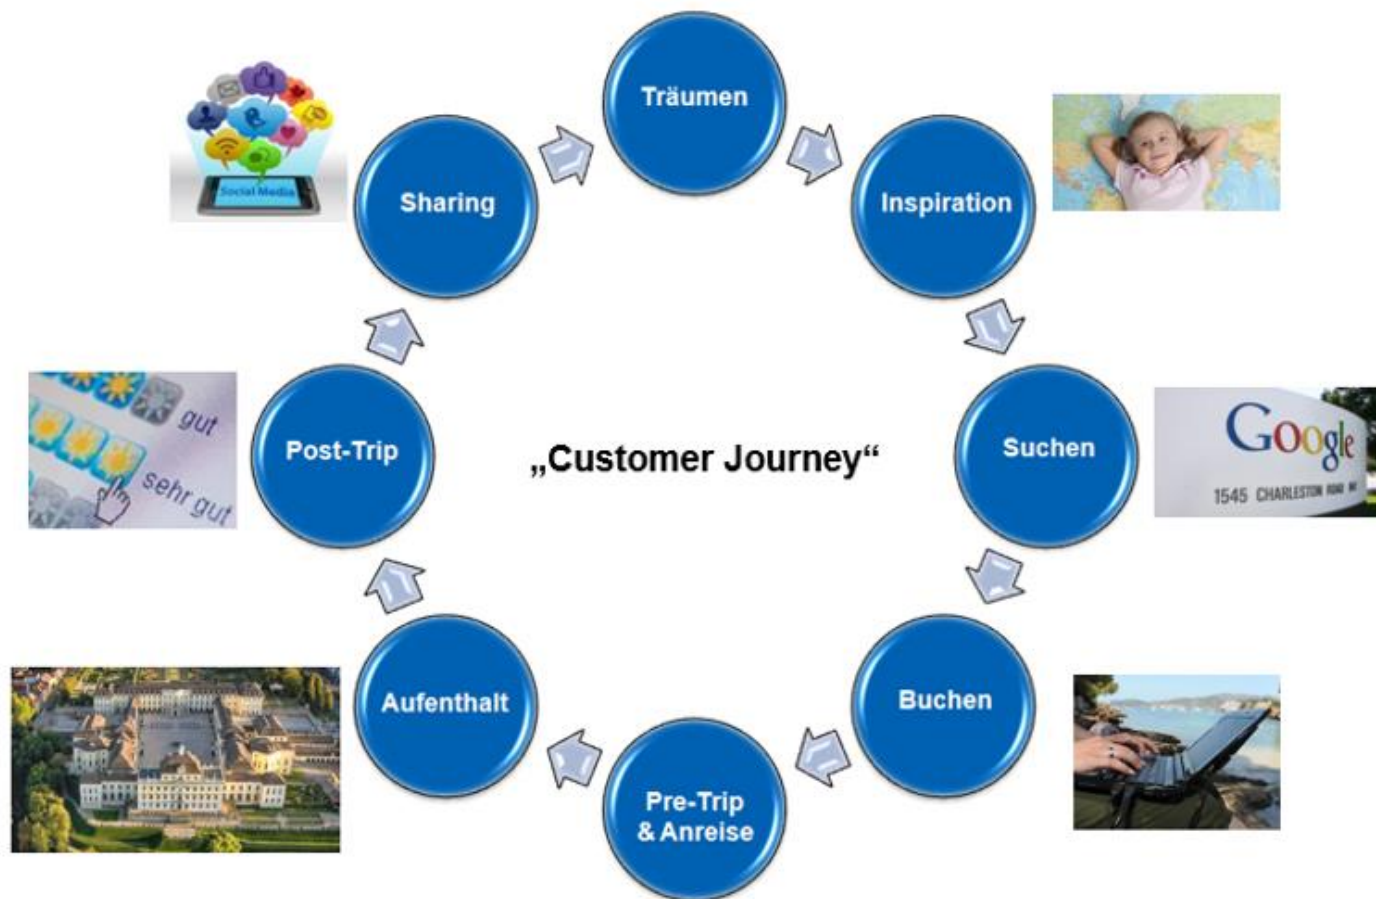 Träumen
Inspiration
Suchen
Google
1545 CHARLESTON ROAD
Buchen
Pre-Trip
& Anreise
Aufenthalt
Post-Trip
gut
sehr gut
Sharing
Social Media
„Customer Journey“